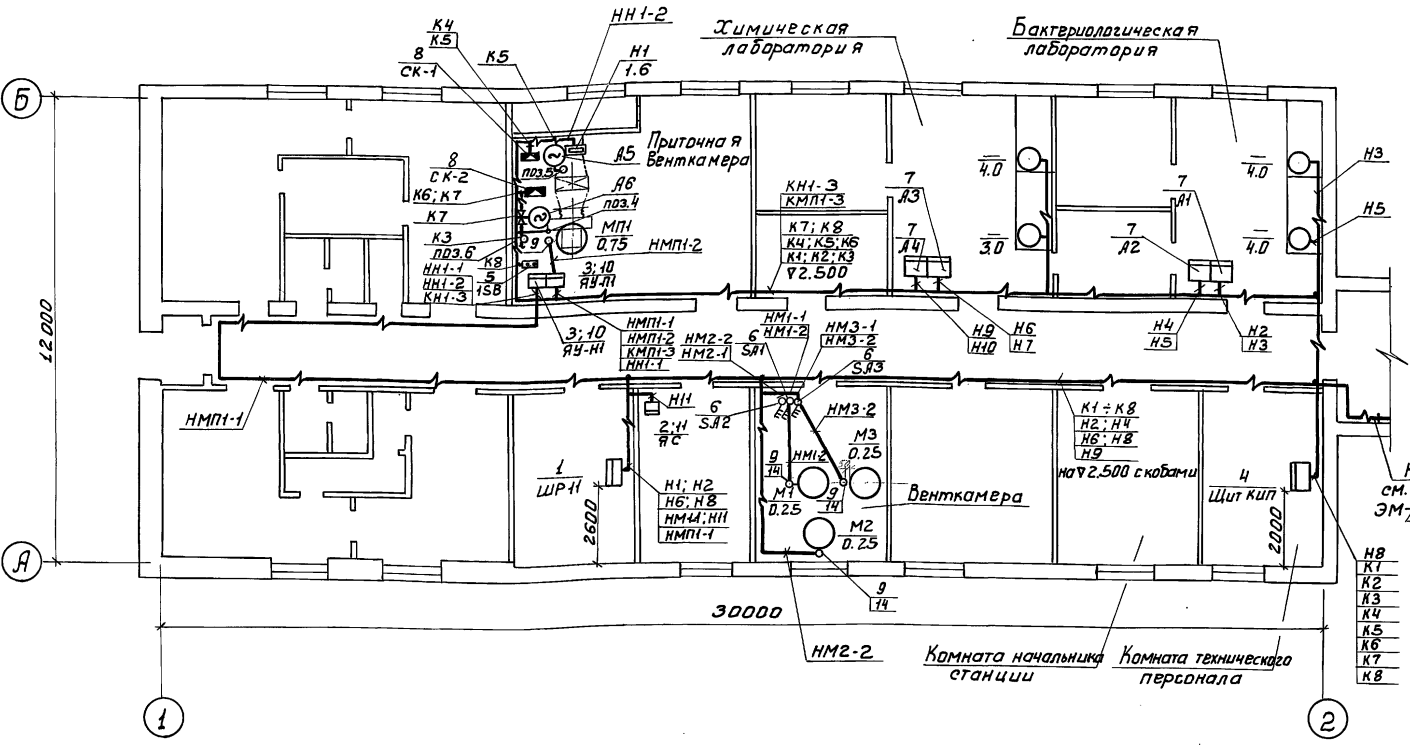 НН1-2
К4
К5
К5
8
СК-1
Н1
1.6
Химическая
лаборатория
Бактериологическая
лаборатория
Б
А5
Приточная
Венткамера
поз.5
8
СК-2
К6; К7
К7
А6
поз.4
МП1
0,75
НМП1-2
К3
поз.6
9
К8
5
1SB
НН1-1
НН1-2
КН1-3
3;10
ЯУ-П1
3;10
ЯУ-Н1
КН1-3
КМП1-3
К7; К8
К4; К5; К6
К1; К2; К3
▽2.500
7
А3
7
А4
4.0
3.0
7
А1
7
А2
4.0
4.0
Н3
Н5
12000
НМП1-1
НМП1-2
КМП1-3
НН1-1
НМ2-2
НМ2-1
НМ1-1
НМ1-2
6
SA1
НМ3-1
НМ3-2
6
SA3
Н9
Н10
Н6
Н7
Н4
Н5
Н2
Н3
НМП1-1
Н11
2;11
ЯС
6
SA2
НМ3-2
М3
0.25
НМ1-2
9
14
М1
0.25
9
14
М2
0.25
Венткамера
К1÷К8
Н2; Н4
Н6; Н8
Н9
на▽2.500 скобами
1
ШР11
2600
Н1; Н2
Н6; Н8
НМП1-1
4
Щит КИП
2000
см.
А
9
14
30000
НМ2-2
Комната начальника
станции
Комната технического
персонала
Н8
К1
К2
К3
К4
К5
К6
К7
К8
1
2